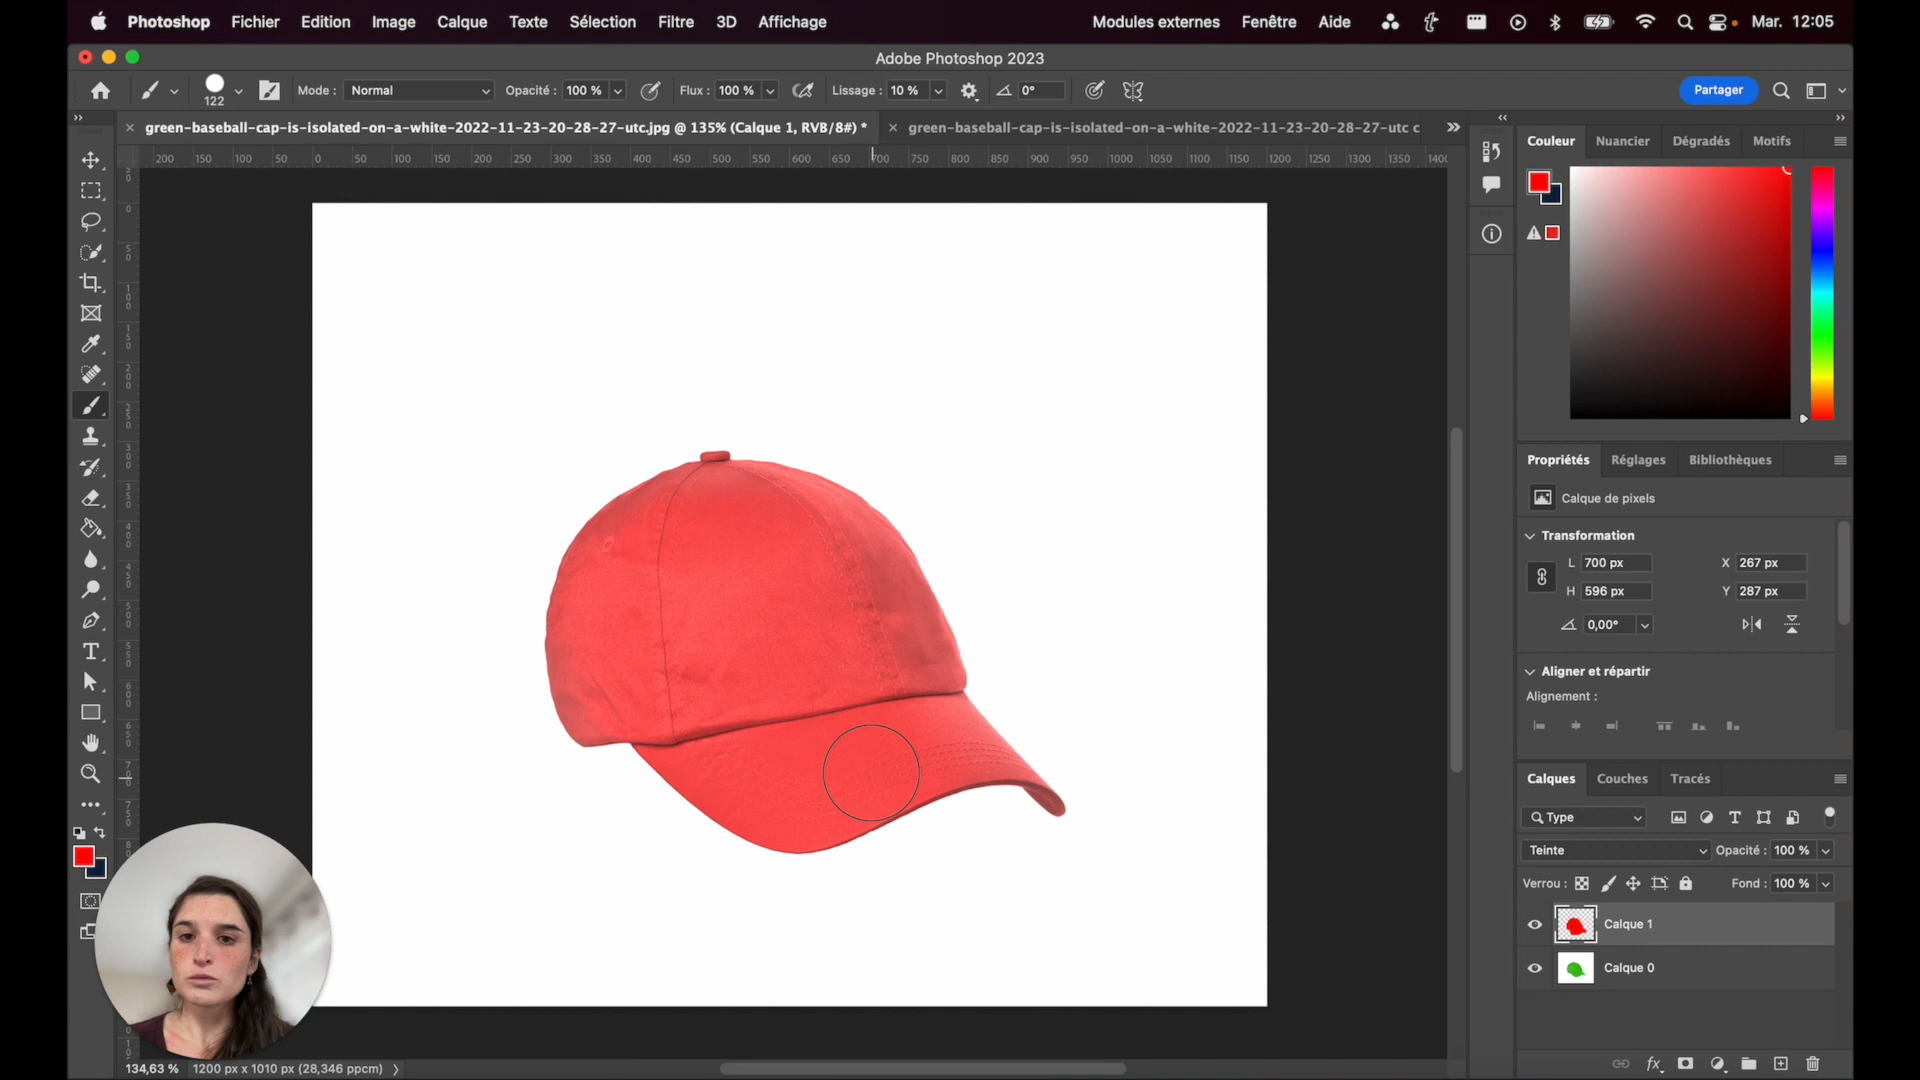 Photoshop Fichier Edition Image Calque Texte Sélection Filtre 3D Affichage Modules externes Fenêtre Aide Mar. 12:05
Adobe Photoshop 2023
122 Mode : Normal Opacité : 100 % Flux : 100 % Lissage : 10 % 0° Partager
green-baseball-cap-is-isolated-on-a-white-2022-11-23-20-28-27-utc.jpg @ 135% (Calque 1, RVB/8#) * green-baseball-cap-is-isolated-on-a-white-2022-11-23-20-28-27-utc c
200 150 100 50 0 50 100 150 200 250 300 350 400 450 500 550 600 650 700 750 800 850 900 950 1000 1050 1100 1150 1200 1250 1300 1350 1400
Couleur Nuancier Dégradés Motifs
Propriétés Réglages Bibliothèques
Calque de pixels
Transformation
L 700 px X 267 px
H 596 px Y 287 px
0,00°
Aligner et répartir
Alignement :
Calques Couches Tracés
Type
Teinte Opacité : 100 %
Verrou : Fond : 100 %
Calque 1
Calque 0
fx
134,63 % 1200 px x 1010 px (28,346 ppcm)